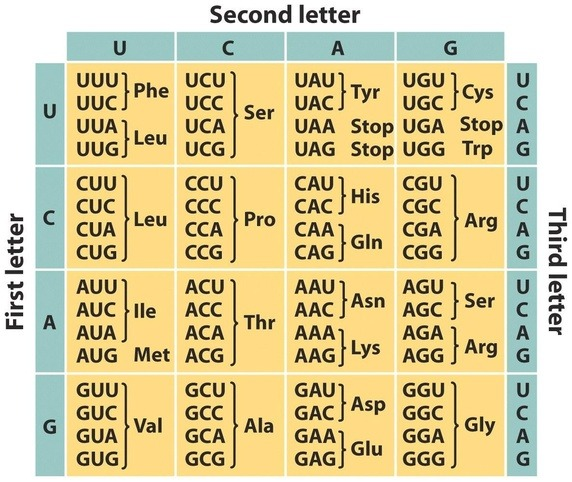 Second letter
U C A G
First letter
Third letter
U
UUU UCU UAU UGU U
Phe Tyr Cys
UUC UCC UAC UGC C
Ser
UUA UCA UAA Stop UGA Stop A
Leu
UUG UCG UAG Stop UGG Trp G
C
CUU CCU CAU CGU U
His
CUC CCC CAC CGC C
Leu Pro Arg
CUA CCA CAA CGA A
Gln
CUG CCG CAG CGG G
A
AUU ACU AAU AGU U
Asn Ser
AUC Ile ACC AAC AGC C
Thr
AUA ACA AAA AGA A
Lys Arg
AUG Met ACG AAG AGG G
G
GUU GCU GAU GGU U
Asp
GUC GCC GAC GGC C
Val Ala Gly
GUA GCA GAA GGA A
Glu
GUG GCG GAG GGG G